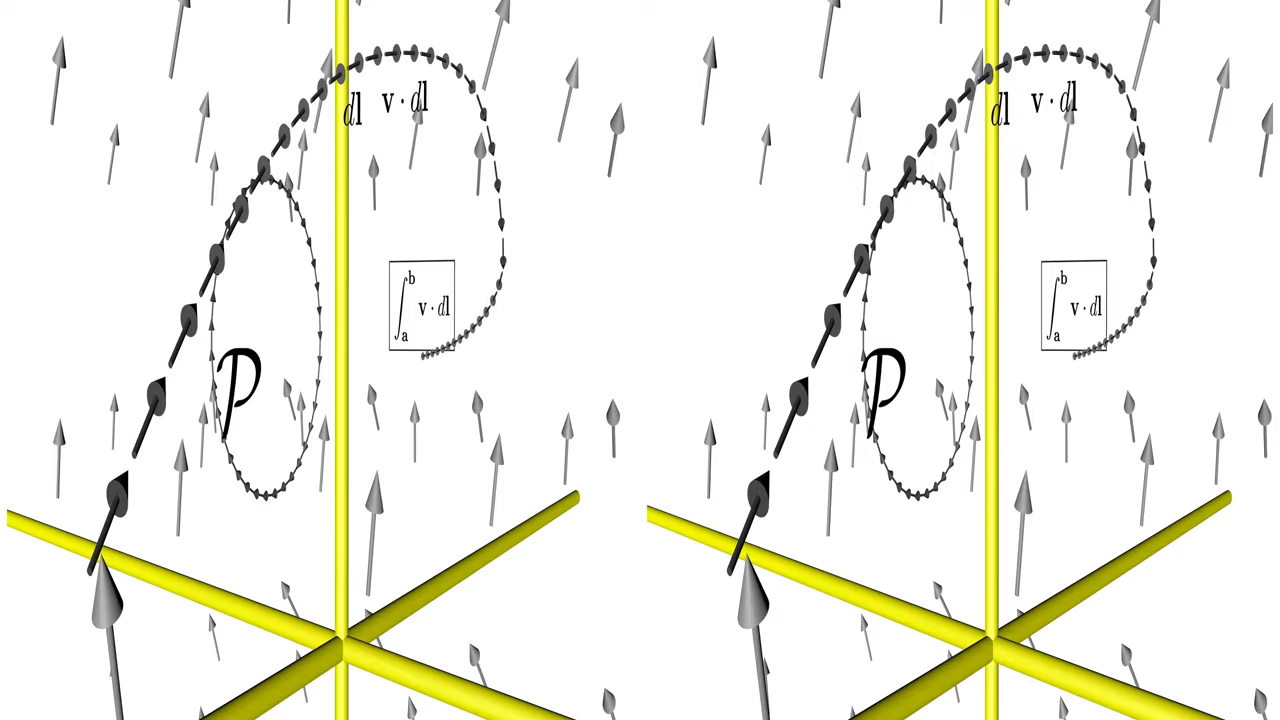 dl v · dl
∫ₐᵇ v · dl
𝒫
dl v · dl
∫ₐᵇ v · dl
𝒫